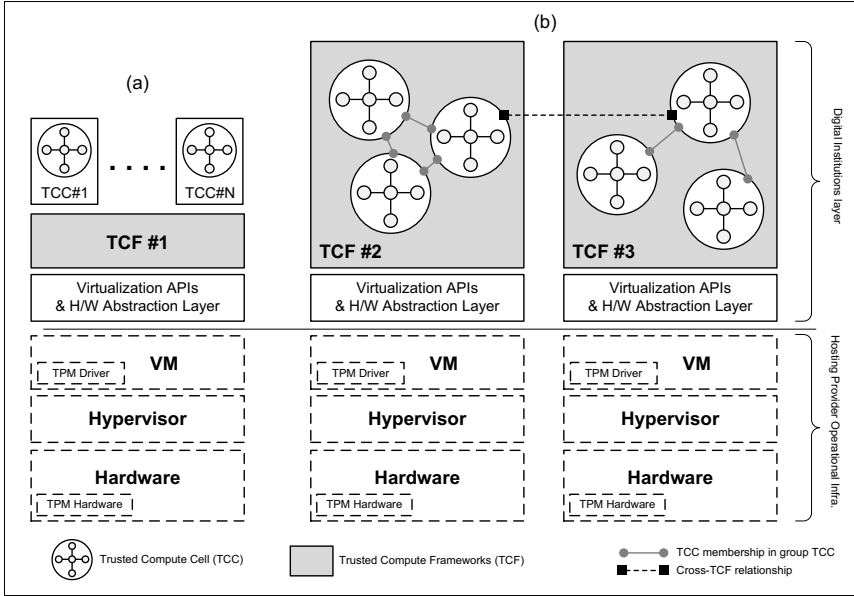 (a)
(b)
TCC#1
. . . .
TCC#N
TCF #1
TCF #2
TCF #3
Virtualization APIs
& H/W Abstraction Layer
Virtualization APIs
& H/W Abstraction Layer
Virtualization APIs
& H/W Abstraction Layer
Digital Institutions layer
VM
TPM Driver
VM
TPM Driver
VM
TPM Driver
Hypervisor
Hypervisor
Hypervisor
Hardware
TPM Hardware
Hardware
TPM Hardware
Hardware
TPM Hardware
Hosting Provider Operational Infra.
Trusted Compute Cell (TCC)
Trusted Compute Frameworks (TCF)
TCC membership in group TCC
Cross-TCF relationship